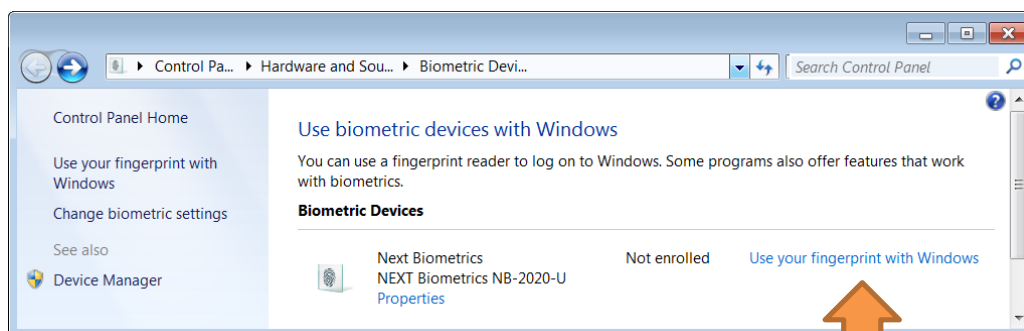 Control Pa... Hardware and Sou... Biometric Devi...
Search Control Panel
Control Panel Home
Use your fingerprint with
Windows
Change biometric settings
See also
Device Manager
Use biometric devices with Windows
You can use a fingerprint reader to log on to Windows. Some programs also offer features that work
with biometrics.
Biometric Devices
Next Biometrics
NEXT Biometrics NB-2020-U
Properties
Not enrolled
Use your fingerprint with Windows